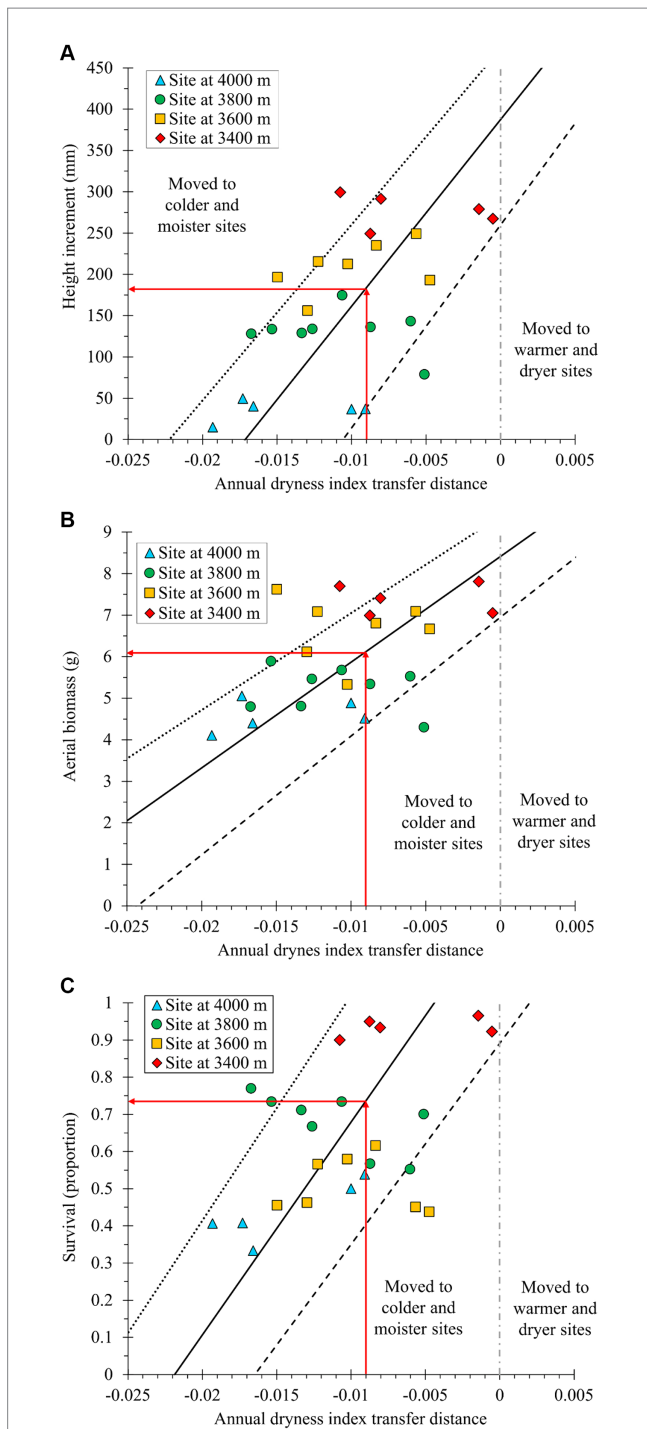 A
450
400
350
300
250
200
150
100
50
0
Height increment (mm)
Site at 4000 m
Site at 3800 m
Site at 3600 m
Site at 3400 m
Moved to
colder and
moister sites
Moved to
warmer and
dryer sites
-0.025 -0.02 -0.015 -0.01 -0.005 0 0.005
Annual dryness index transfer distance
B
9
8
7
6
5
4
3
2
1
0
Aerial biomass (g)
Site at 4000 m
Site at 3800 m
Site at 3600 m
Site at 3400 m
Moved to
colder and
moister sites
Moved to
warmer and
dryer sites
-0.025 -0.02 -0.015 -0.01 -0.005 0 0.005
Annual drynes index transfer distance
C
1
0.9
0.8
0.7
0.6
0.5
0.4
0.3
0.2
0.1
0
Survival (proportion)
Site at 4000 m
Site at 3800 m
Site at 3600 m
Site at 3400 m
Moved to
colder and
moister sites
Moved to
warmer and
dryer sites
-0.025 -0.02 -0.015 -0.01 -0.005 0 0.005
Annual dryness index transfer distance